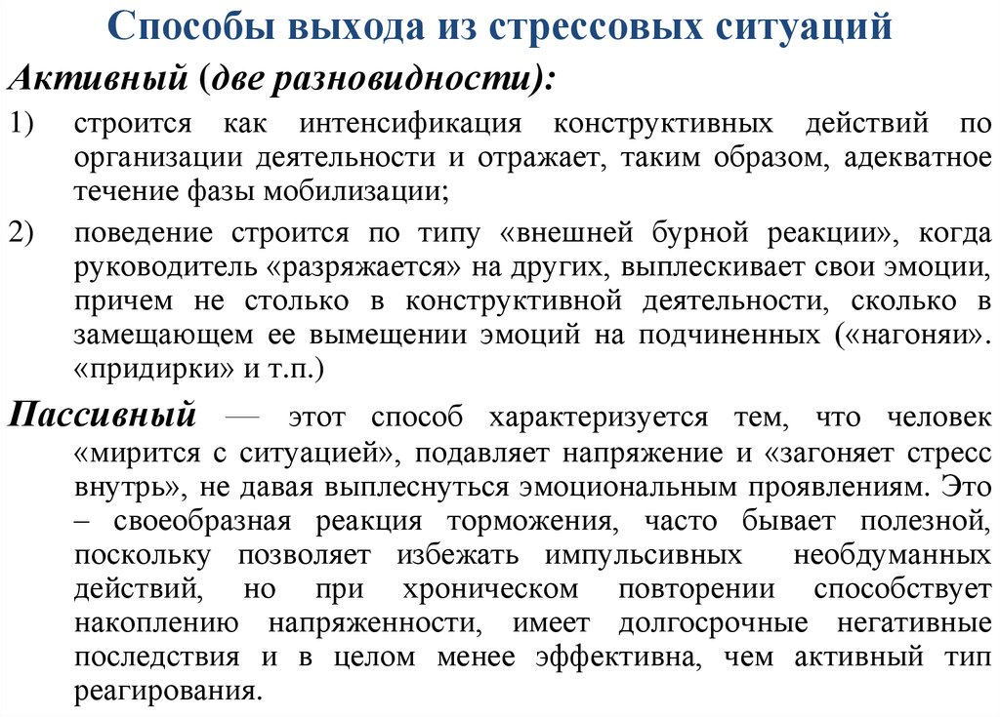 Способы выхода из стрессовых ситуаций
Активный (две разновидности):
1) строится как интенсификация конструктивных действий по
организации деятельности и отражает, таким образом, адекватное
течение фазы мобилизации;
2) поведение строится по типу «внешней бурной реакции», когда
руководитель «разряжается» на других, выплескивает свои эмоции,
причем не столько в конструктивной деятельности, сколько в
замещающем ее вымещении эмоций на подчиненных («нагоняи».
«придирки» и т.п.)
Пассивный — этот способ характеризуется тем, что человек
«мирится с ситуацией», подавляет напряжение и «загоняет стресс
внутрь», не давая выплеснуться эмоциональным проявлениям. Это
– своеобразная реакция торможения, часто бывает полезной,
поскольку позволяет избежать импульсивных необдуманных
действий, но при хроническом повторении способствует
накоплению напряженности, имеет долгосрочные негативные
последствия и в целом менее эффективна, чем активный тип
реагирования.